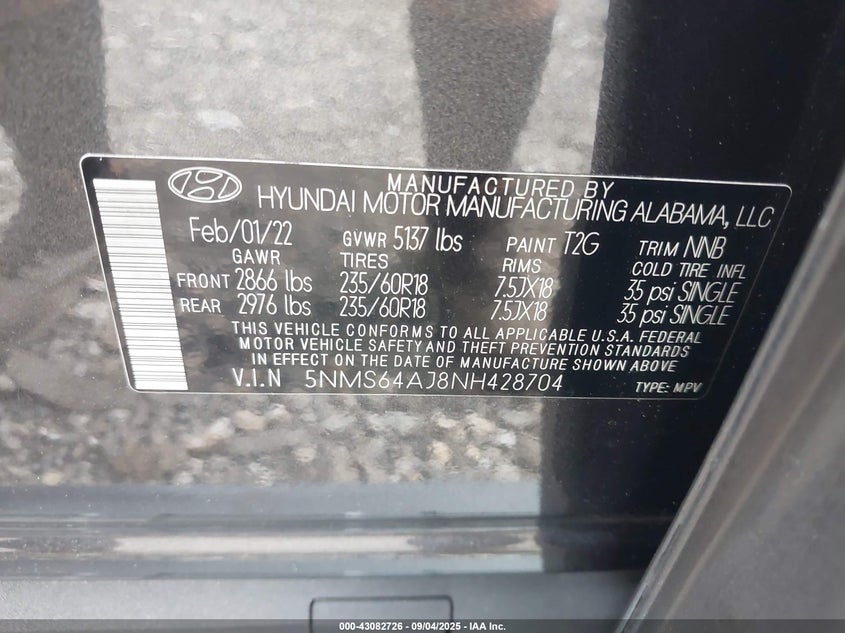 MANUFACTURED BY
HYUNDAI MOTOR MANUFACTURING ALABAMA, LLC
Feb/01/22 GVWR 5137 lbs PAINT T2G TRIM NNB
GAWR TIRES RIMS COLD TIRE INFL
FRONT 2866 lbs 235/60R18 7.5JX18 35 psi SINGLE
REAR 2976 lbs 235/60R18 7.5JX18 35 psi SINGLE
THIS VEHICLE CONFORMS TO ALL APPLICABLE U.S.A. FEDERAL
MOTOR VEHICLE SAFETY AND THEFT PREVENTION STANDARDS
IN EFFECT ON THE DATE OF MANUFACTURE SHOWN ABOVE
V.I.N 5NMS64AJ8NH428704 TYPE: MPV
000-43082726 - 09/04/2025 - IAA Inc.